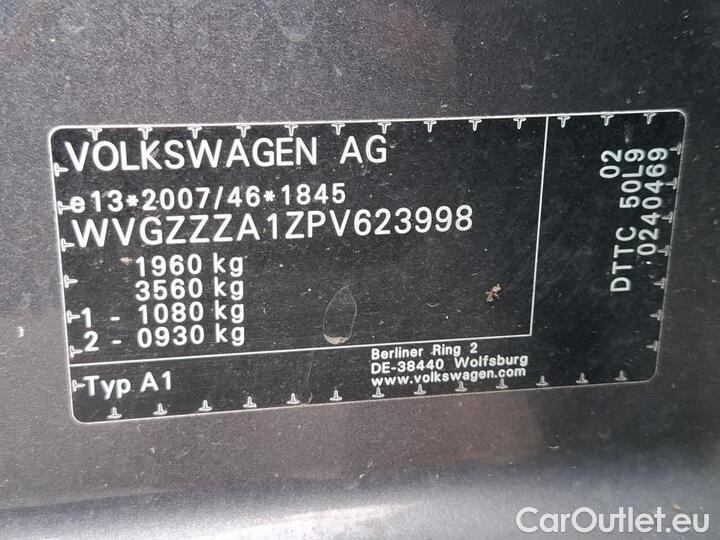 VOLKSWAGEN AG
e13*2007/46*1845
WVGZZZA1ZPV623998
1960 kg
3560 kg
1 - 1080 kg
2 - 0930 kg
Typ A1
Berliner Ring 2
DE-38440 Wolfsburg
www.volkswagen.com
02
DTTC 50L9
0240469
CarOutlet.eu